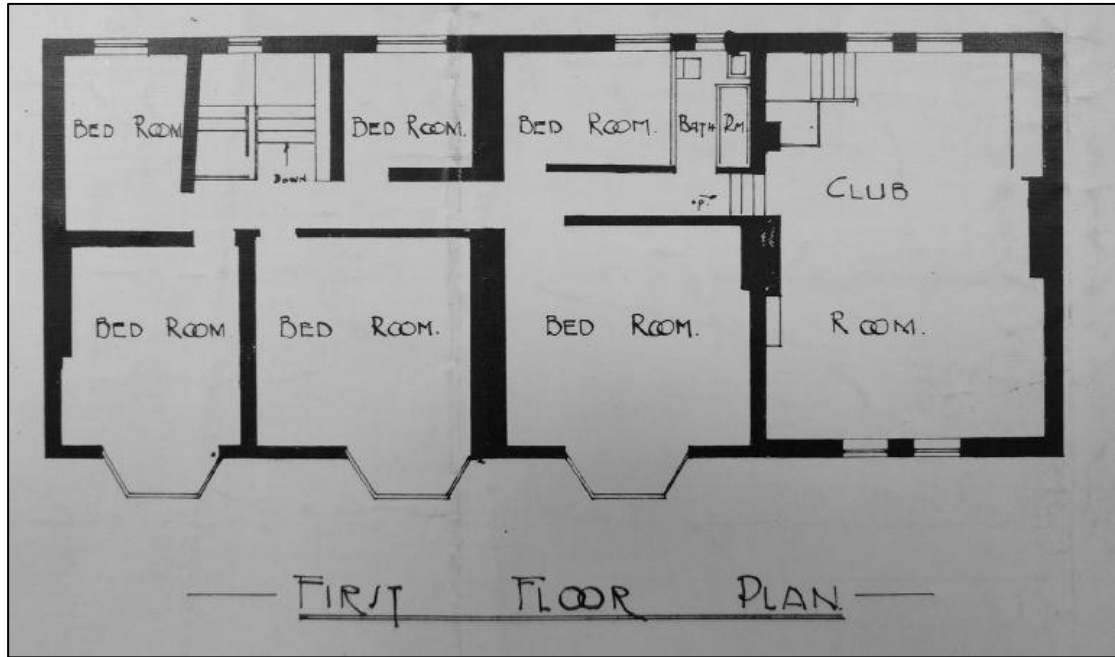 BED ROOM.
BED ROOM.
BED ROOM.
BATH RM.
DOWN
UP.
CLUB
ROOM.
BED ROOM.
BED ROOM.
BED ROOM.
FIRST FLOOR PLAN.